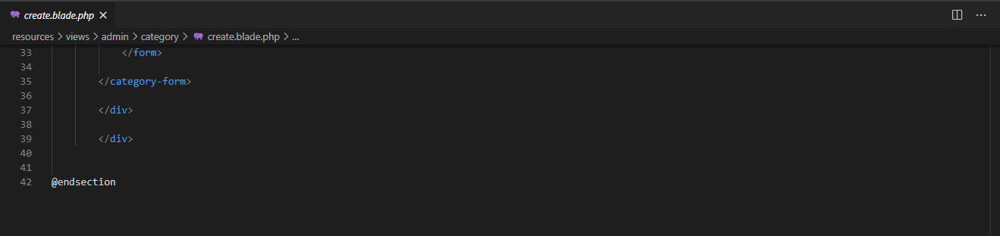 create.blade.php
resources > views > admin > category > create.blade.php > ...
33 </form>
34
35 </category-form>
36
37 </div>
38
39 </div>
40
41
42 @endsection